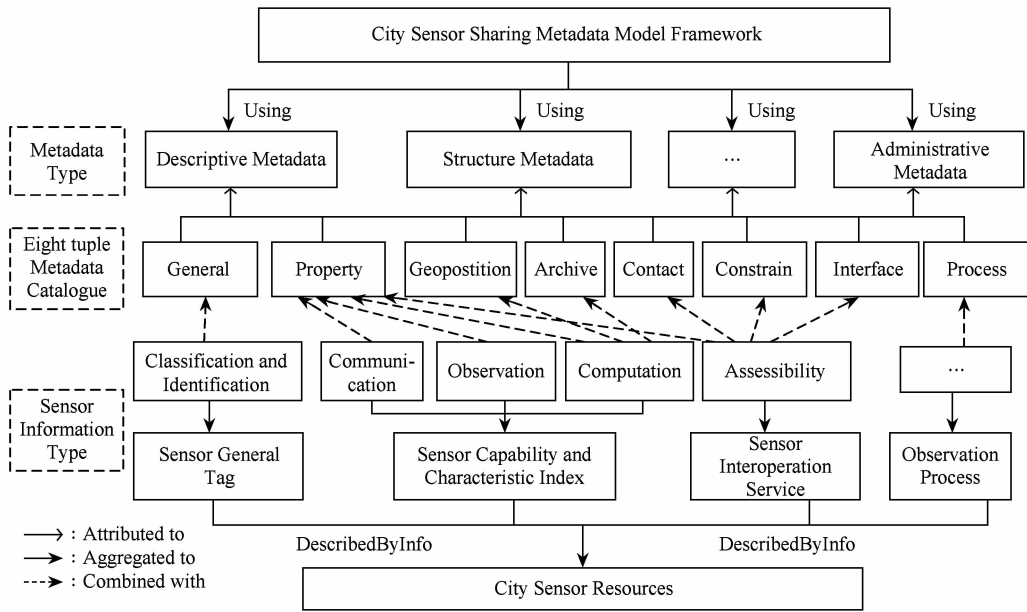 City Sensor Sharing Metadata Model Framework
Using
Using
Using
Using
Metadata
Type
Descriptive Metadata
Structure Metadata
...
Administrative
Metadata
Eight tuple
Metadata
Catalogue
General
Property
Geopostition
Archive
Contact
Constrain
Interface
Process
Classification and
Identification
Communi-
cation
Observation
Computation
Assessibility
...
Sensor
Information
Type
Sensor General
Tag
Sensor Capability and
Characteristic Index
Sensor
Interoperation
Service
Observation
Process
: Attributed to
: Aggregated to
: Combined with
DescribedByInfo
DescribedByInfo
City Sensor Resources